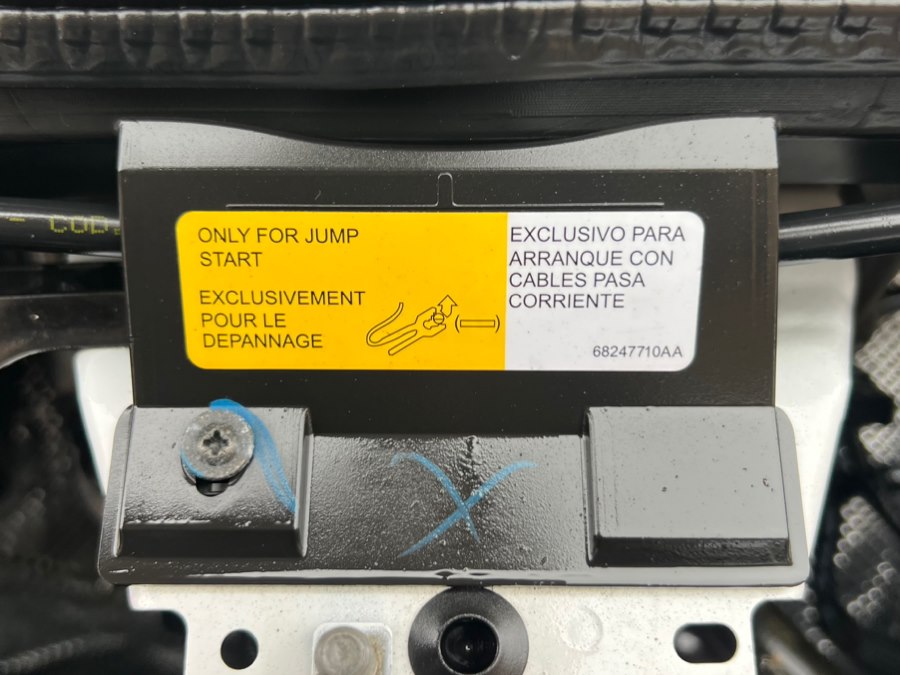 ONLY FOR JUMP
START
EXCLUSIVEMENT
POUR LE
DEPANNAGE
EXCLUSIVO PARA
ARRANQUE CON
CABLES PASA
CORRIENTE
68247710AA